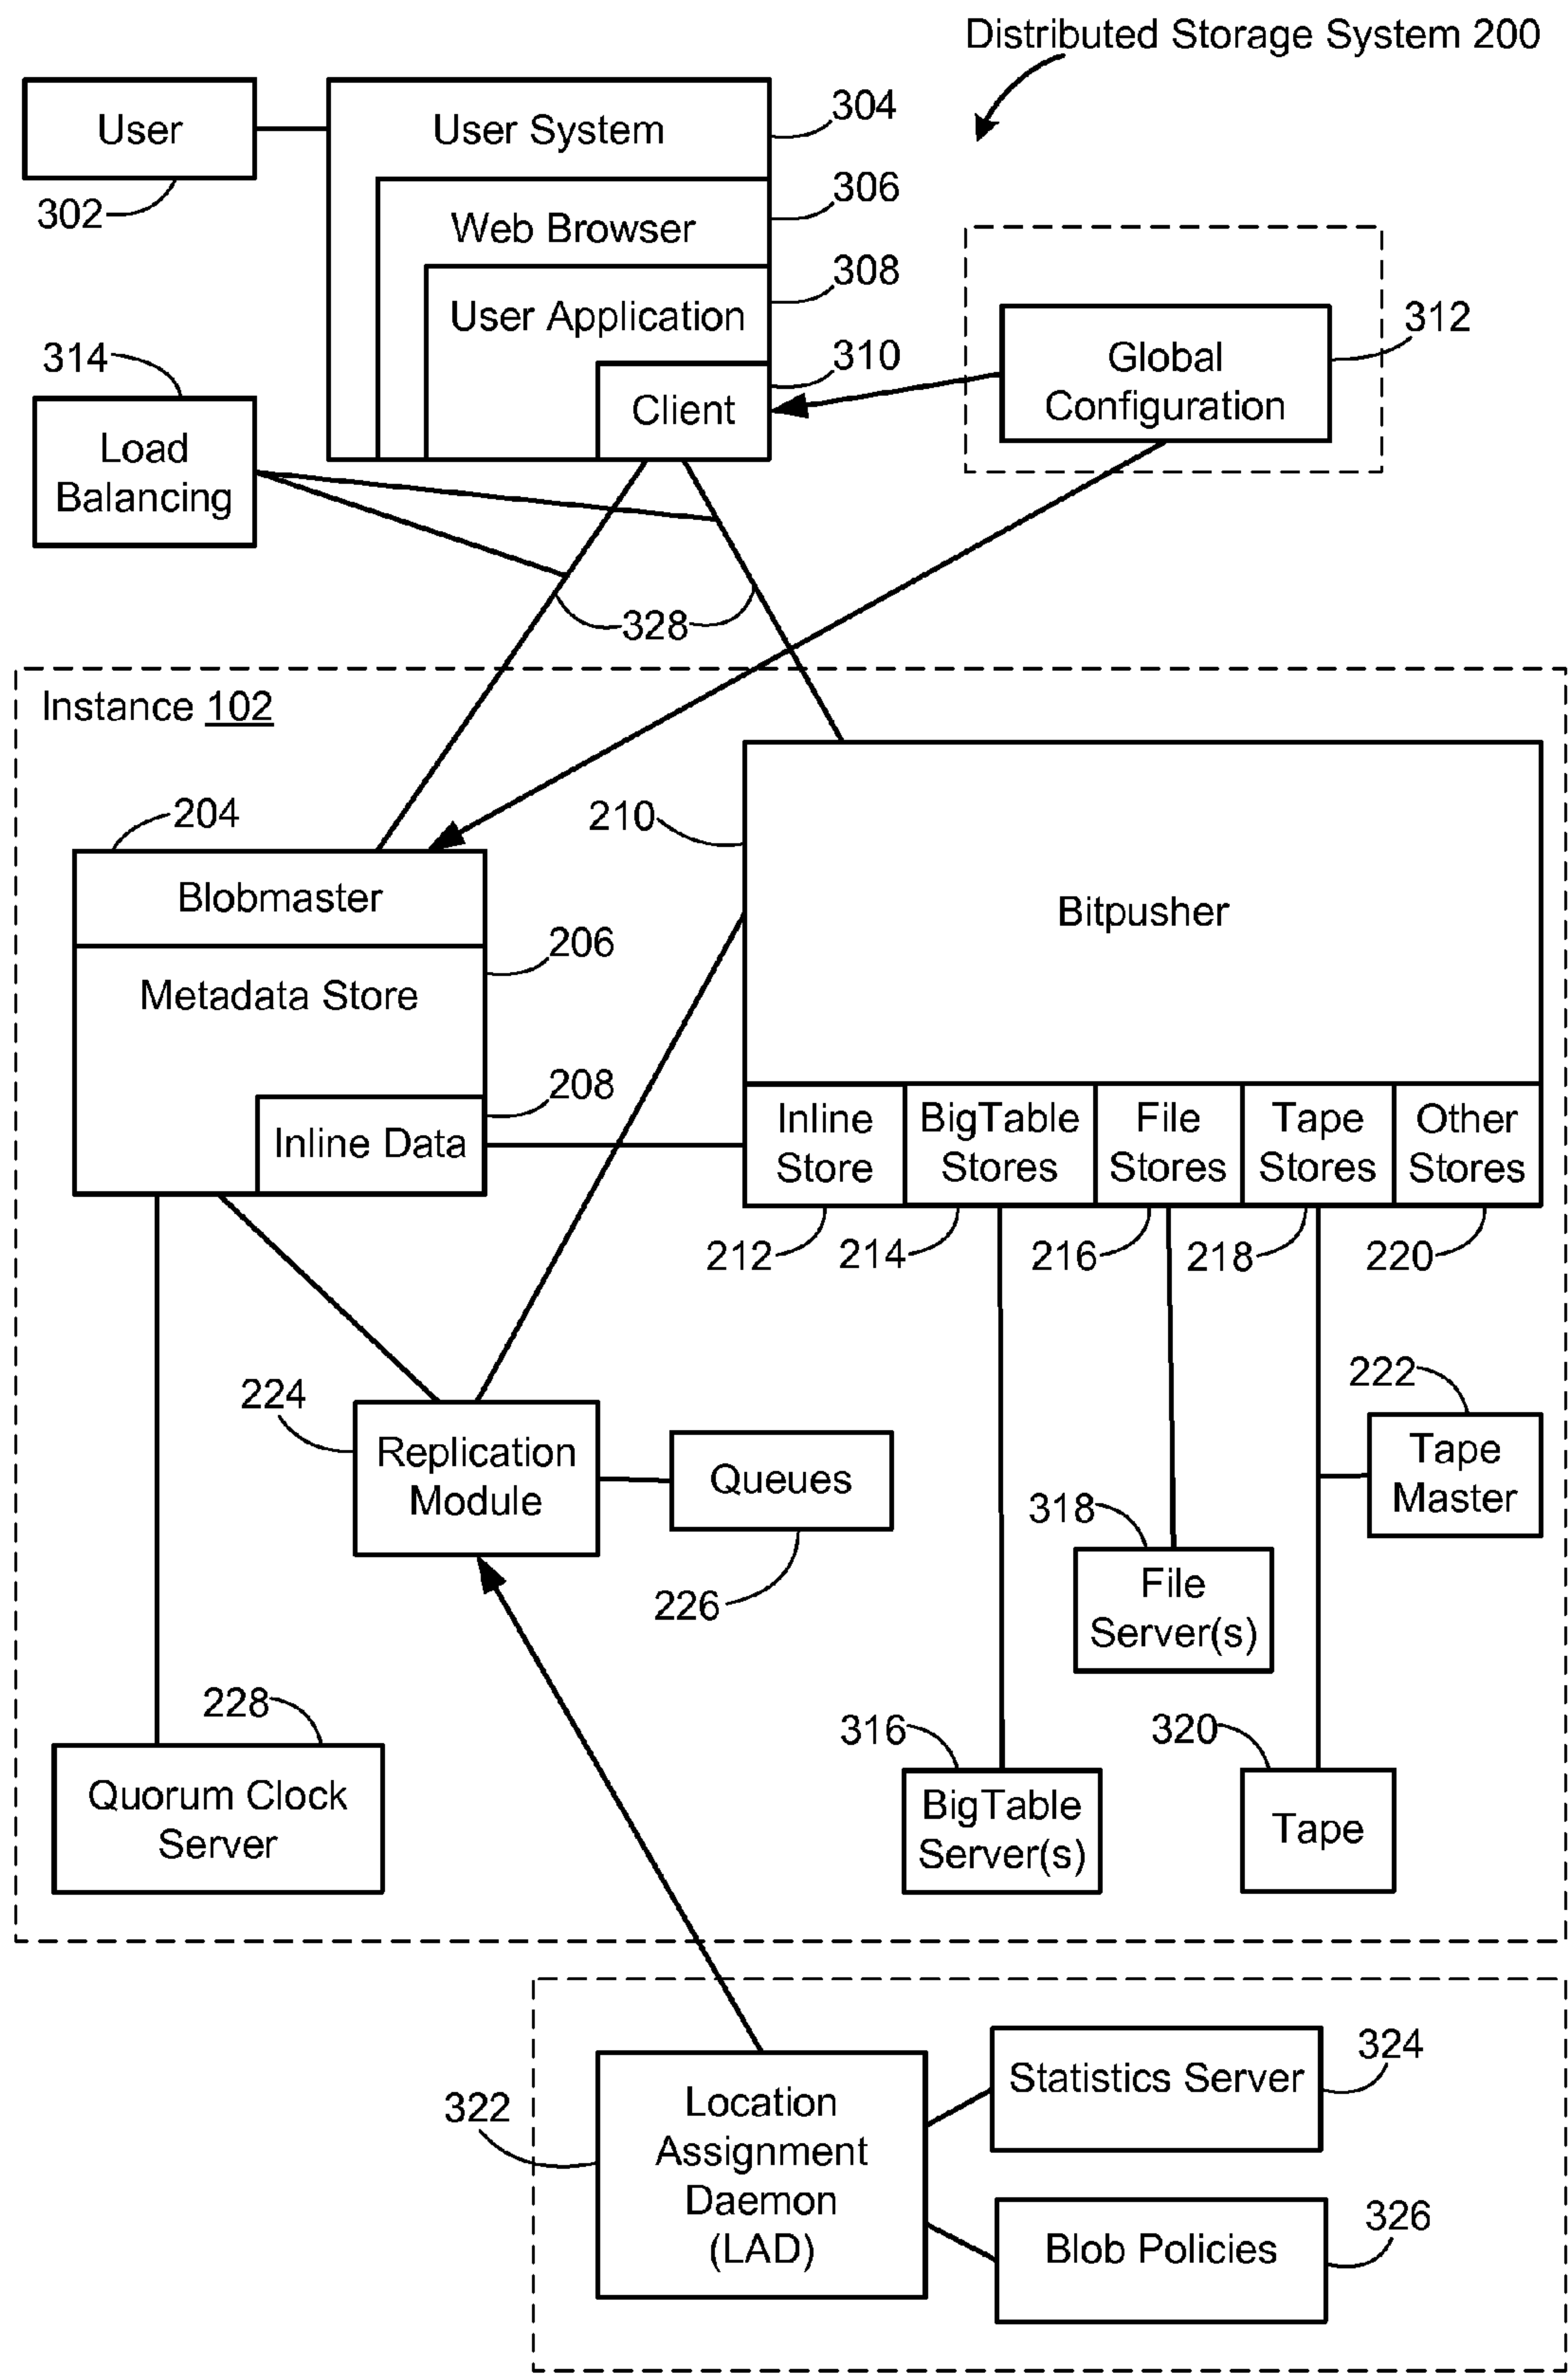 Distributed Storage System 200
User
302
User System
304
Web Browser
306
User Application
308
Client
310
Global
Configuration
312
314
Load
Balancing
328
Instance 102
204
Blobmaster
206
Metadata Store
208
Inline Data
210
Bitpusher
Inline
Store
BigTable
Stores
File
Stores
Tape
Stores
Other
Stores
212
214
216
218
220
224
Replication
Module
Queues
226
222
Tape
Master
318
File
Server(s)
228
Quorum Clock
Server
316
BigTable
Server(s)
320
Tape
322
Location
Assignment
Daemon
(LAD)
Statistics Server
324
Blob Policies
326